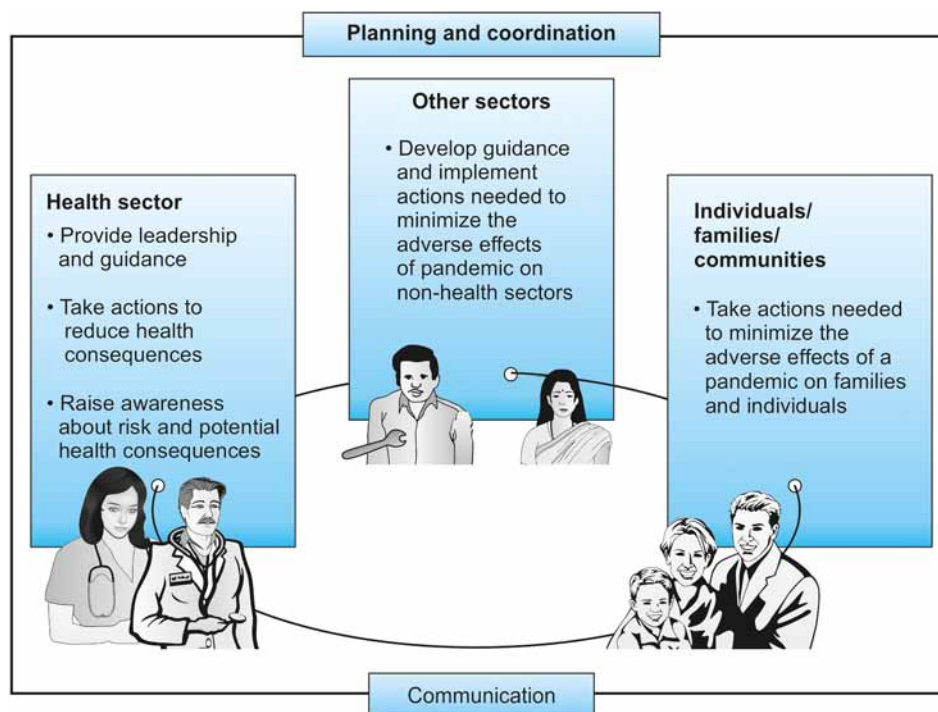 Planning and coordination
Other sectors
• Develop guidance
and implement
actions needed to
minimize the
adverse effects
of pandemic on
non-health sectors
Health sector
• Provide leadership
and guidance
• Take actions to
reduce health
consequences
• Raise awareness
about risk and potential
health consequences
Individuals/
families/
communities
• Take actions needed
to minimize the
adverse effects of a
pandemic on families
and individuals
Communication